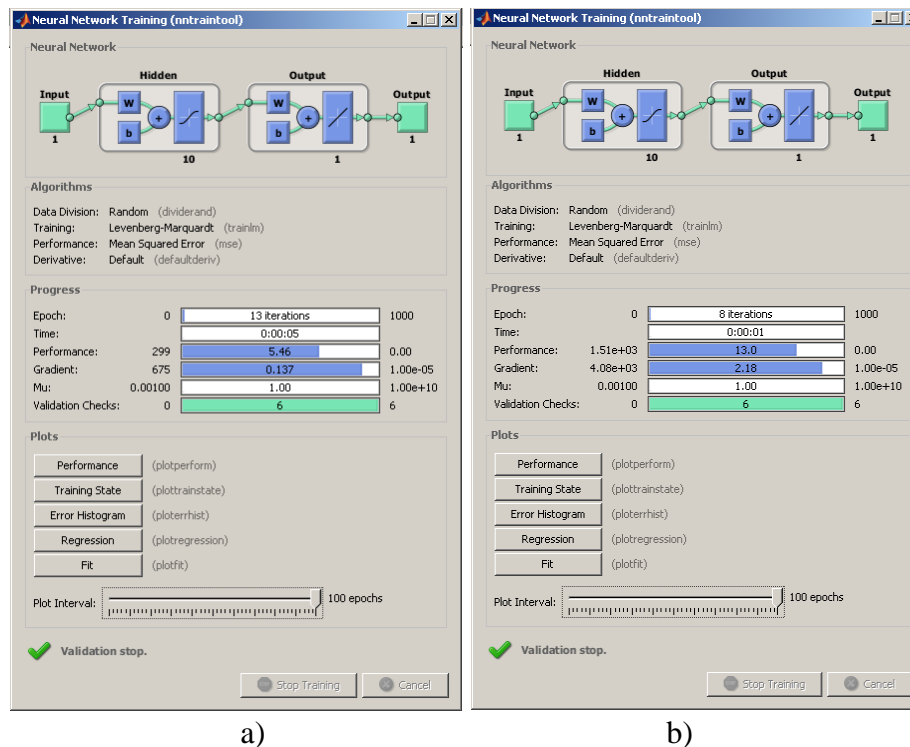 Neural Network Training (nntraintool)
Neural Network
Hidden Output
Input Output
W W
+ +
b b
1 1
10 1
Algorithms
Data Division: Random (dividerand)
Training: Levenberg-Marquardt (trainlm)
Performance: Mean Squared Error (mse)
Derivative: Default (defaultderiv)
Progress
Epoch: 0 13 iterations 1000
Time: 0:00:05
Performance: 299 5.46 0.00
Gradient: 675 0.137 1.00e-05
Mu: 0.00100 1.00 1.00e+10
Validation Checks: 0 6 6
Plots
Performance (plotperform)
Training State (plottrainstate)
Error Histogram (ploterrhist)
Regression (plotregression)
Fit (plotfit)
Plot Interval: 100 epochs
Validation stop.
Stop Training Cancel
a)
Neural Network Training (nntraintool)
Neural Network
Hidden Output
Input Output
W W
+ +
b b
1 1
10 1
Algorithms
Data Division: Random (dividerand)
Training: Levenberg-Marquardt (trainlm)
Performance: Mean Squared Error (mse)
Derivative: Default (defaultderiv)
Progress
Epoch: 0 8 iterations 1000
Time: 0:00:01
Performance: 1.51e+03 13.0 0.00
Gradient: 4.08e+03 2.18 1.00e-05
Mu: 0.00100 1.00 1.00e+10
Validation Checks: 0 6 6
Plots
Performance (plotperform)
Training State (plottrainstate)
Error Histogram (ploterrhist)
Regression (plotregression)
Fit (plotfit)
Plot Interval: 100 epochs
Validation stop.
Stop Training Cancel
b)